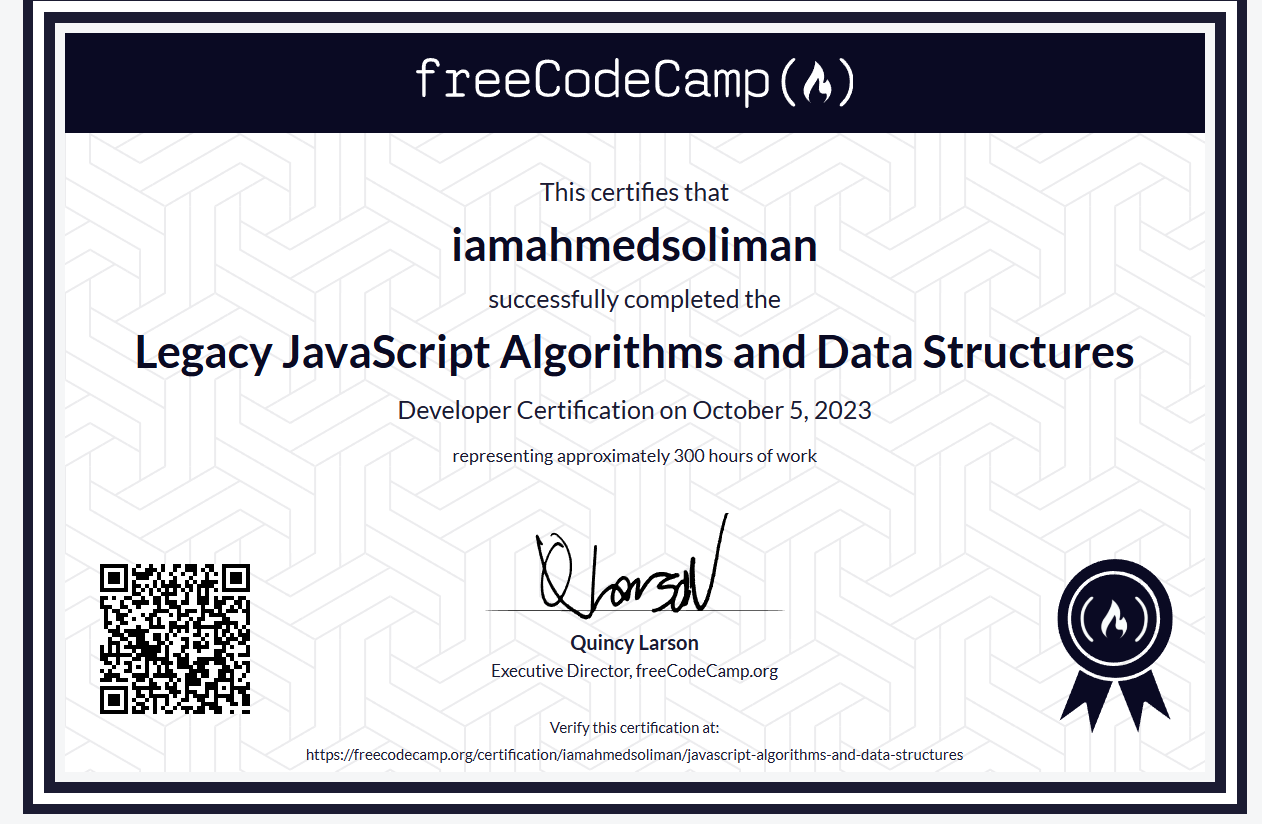 freeCodeCamp
This certifies that
iamahmedsoliman
successfully completed the
Legacy JavaScript Algorithms and Data Structures
Developer Certification on October 5, 2023
representing approximately 300 hours of work
Q Larson
Quincy Larson
Executive Director, freeCodeCamp.org
Verify this certification at:
https://freecodecamp.org/certification/iamahmedsoliman/javascript-algorithms-and-data-structures